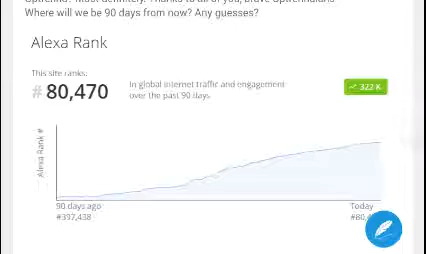 Where will we be 90 days from now? Any guesses?
Alexa Rank
This site ranks:
# 80,470
In global internet traffic and engagement
over the past 90 days.
322 K
Alexa Rank #
90 days ago
#397,438
Today